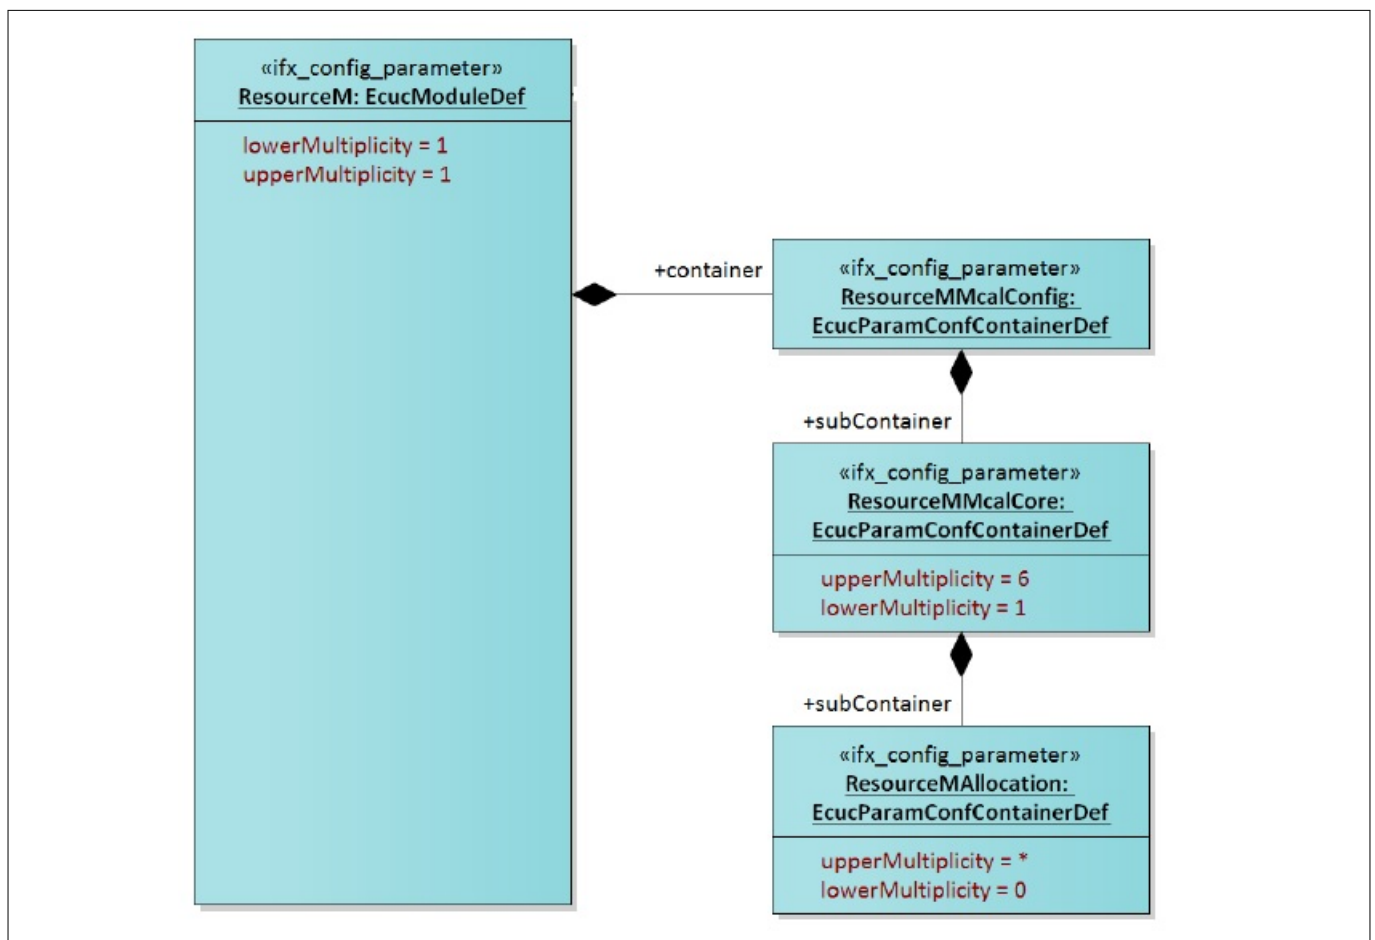 «ifx_config_parameter»
ResourceM: EcucModuleDef
lowerMultiplicity = 1
upperMultiplicity = 1
+container
«ifx_config_parameter»
ResourceMMcalConfig:
EcucParamConfContainerDef
+subContainer
«ifx_config_parameter»
ResourceMMcalCore:
EcucParamConfContainerDef
upperMultiplicity = 6
lowerMultiplicity = 1
+subContainer
«ifx_config_parameter»
ResourceMAllocation:
EcucParamConfContainerDef
upperMultiplicity = *
lowerMultiplicity = 0